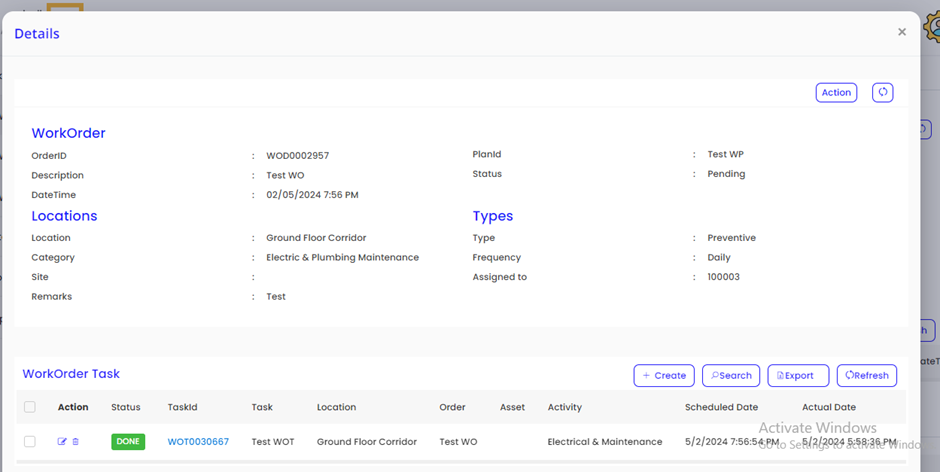 Details ×
Action
WorkOrder
OrderID : WOD0002957 PlanId : Test WP
Description : Test WO Status : Pending
DateTime : 02/05/2024 7:56 PM
Locations Types
Location : Ground Floor Corridor Type : Preventive
Category : Electric & Plumbing Maintenance Frequency : Daily
Site : Assigned to : 100003
Remarks : Test
WorkOrder Task + Create Search Export Refresh
Action Status TaskId Task Location Order Asset Activity Scheduled Date Actual Date
DONE WOT0030667 Test WOT Ground Floor Corridor Test WO Electrical & Maintenance 5/2/2024 7:56:54 PM 5/2/2024 5:58:36 PM
Activate Windows
Go to Settings to activate Windo